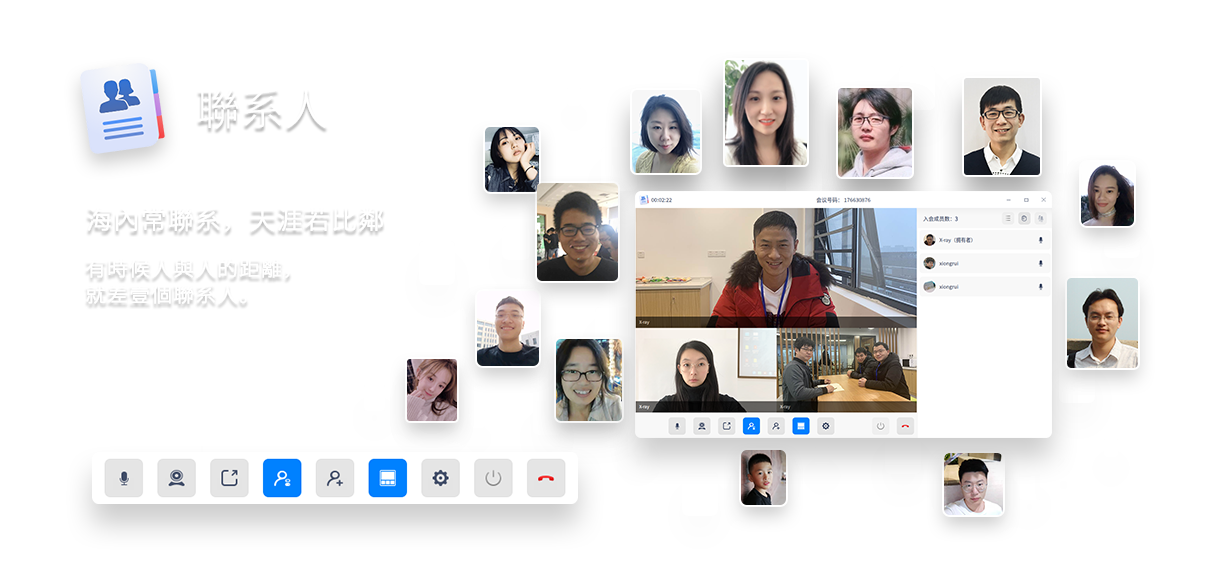 聯系人
海內常聯系，天涯若比鄰
有時候人與人的距離，
就差壹個聯系人。
00:02:22
会议号码：176630876
入会成员数：3
X-ray（拥有者）
xiongrui
xiongrui
X-ray
X-ray
X-ray